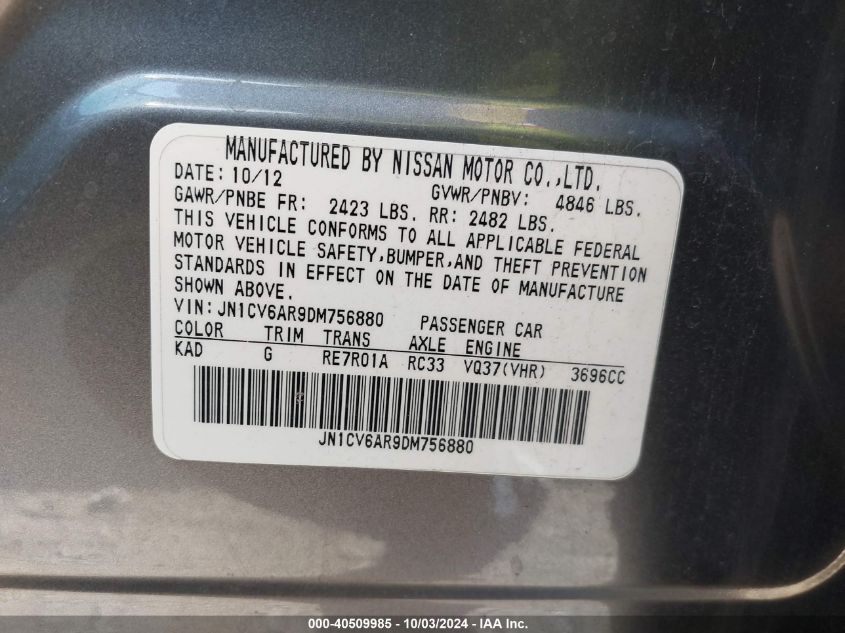 MANUFACTURED BY NISSAN MOTOR CO.,LTD.
DATE: 10/12 GVWR/PNBV: 4846 LBS.
GAWR/PNBE FR: 2423 LBS. RR: 2482 LBS.
THIS VEHICLE CONFORMS TO ALL APPLICABLE FEDERAL
MOTOR VEHICLE SAFETY,BUMPER,AND THEFT PREVENTION
STANDARDS IN EFFECT ON THE DATE OF MANUFACTURE
SHOWN ABOVE.
VIN: JN1CV6AR9DM756880 PASSENGER CAR
COLOR TRIM TRANS AXLE ENGINE
KAD G RE7R01A RC33 VQ37(VHR) 3696CC
JN1CV6AR9DM756880
000-40509985 - 10/03/2024 - IAA Inc.